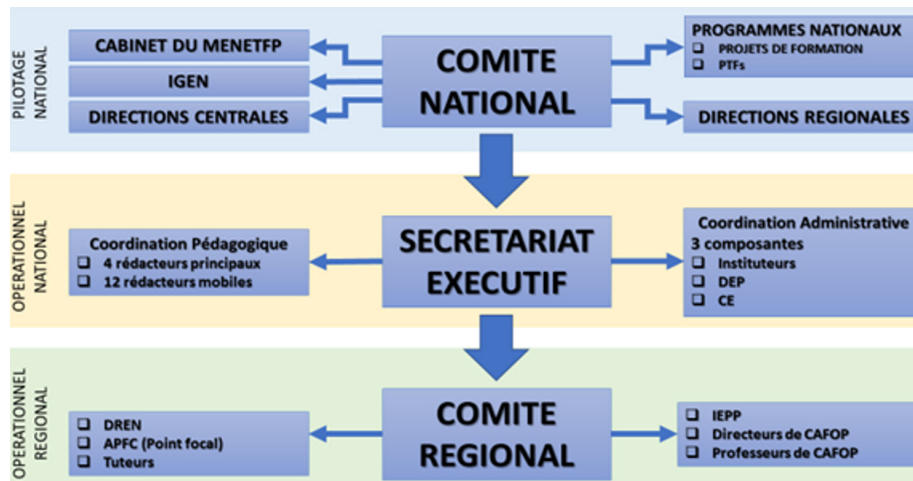 PILOTAGE
NATIONAL
CABINET DU MENETFP
IGEN
DIRECTIONS CENTRALES
COMITE
NATIONAL
PROGRAMMES NATIONAUX
❑ PROJETS DE FORMATION
❑ PTFs
DIRECTIONS REGIONALES
OPERATIONNEL
NATIONAL
Coordination Pédagogique
❑ 4 rédacteurs principaux
❑ 12 rédacteurs mobiles
SECRETARIAT
EXECUTIF
Coordination Administrative
3 composantes
❑ Instituteurs
❑ DEP
❑ CE
OPERATIONNEL
REGIONAL
❑ DREN
❑ APFC (Point focal)
❑ Tuteurs
COMITE
REGIONAL
❑ IEPP
❑ Directeurs de CAFOP
❑ Professeurs de CAFOP